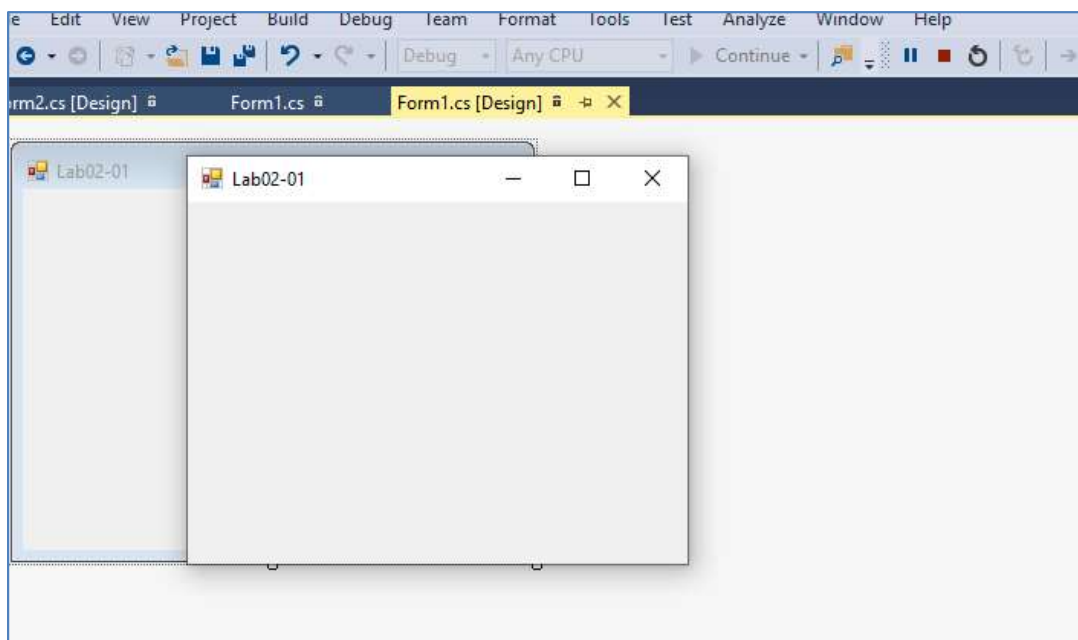 e Edit View Project Build Debug Team Format Tools Test Analyze Window Help
Debug Any CPU Continue
rm2.cs [Design] Form1.cs Form1.cs [Design]
Lab02-01
Lab02-01